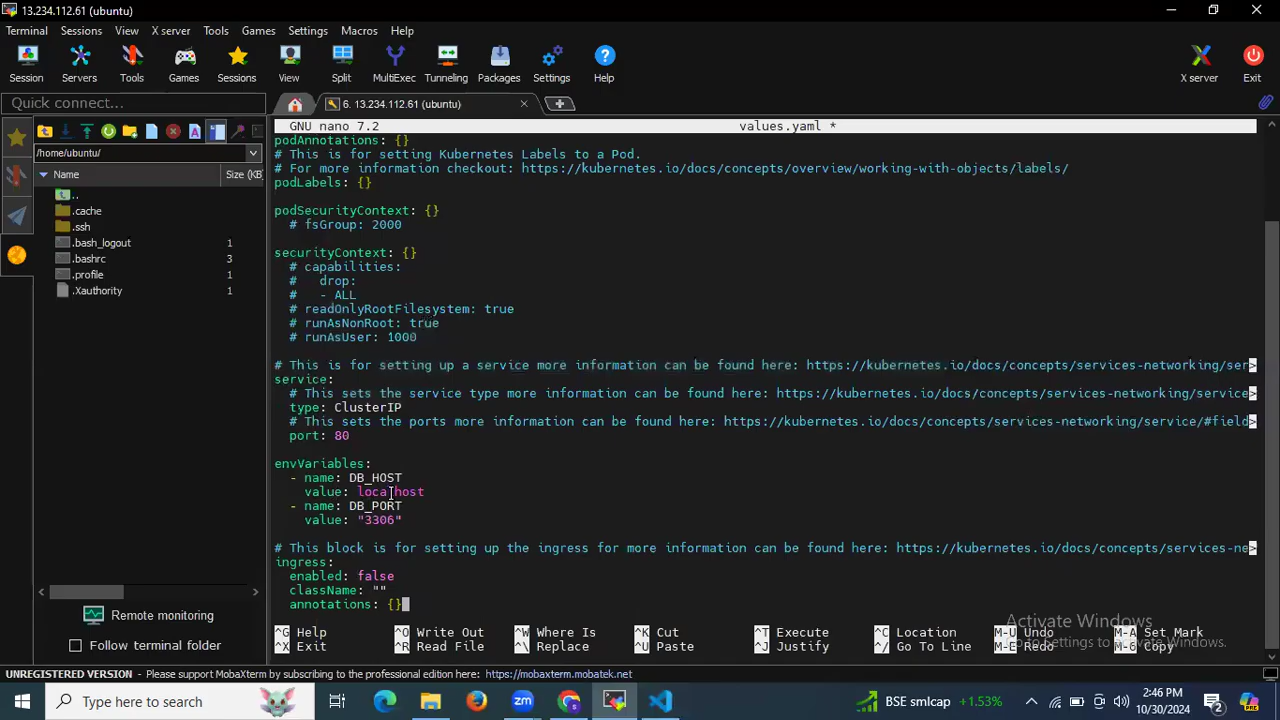 13.234.112.61 (ubuntu)
Terminal Sessions View X server Tools Games Settings Macros Help
Session Servers Tools Games Sessions View Split MultiExec Tunneling Packages Settings Help X server Exit
Quick connect...
6. 13.234.112.61 (ubuntu)
/home/ubuntu/
Name Size (KB)
..
.cache
.ssh
.bash_logout 1
.bashrc 3
.profile 1
.Xauthority 1
Remote monitoring
Follow terminal folder
GNU nano 7.2 values.yaml *
podAnnotations: {}
# This is for setting Kubernetes Labels to a Pod.
# For more information checkout: https://kubernetes.io/docs/concepts/overview/working-with-objects/labels/
podLabels: {}
podSecurityContext: {}
# fsGroup: 2000
securityContext: {}
# capabilities:
#   drop:
#   - ALL
# readOnlyRootFilesystem: true
# runAsNonRoot: true
# runAsUser: 1000
# This is for setting up a service more information can be found here: https://kubernetes.io/docs/concepts/services-networking/ser>
service:
# This sets the service type more information can be found here: https://kubernetes.io/docs/concepts/services-networking/service>
type: ClusterIP
# This sets the ports more information can be found here: https://kubernetes.io/docs/concepts/services-networking/service/#field>
port: 80
envVariables:
- name: DB_HOST
value: localhost
- name: DB_PORT
value: "3306"
# This block is for setting up the ingress for more information can be found here: https://kubernetes.io/docs/concepts/services-ne>
ingress:
enabled: false
className: ""
annotations: {}
^G Help ^O Write Out ^W Where Is ^K Cut ^T Execute ^C Location M-U Undo M-A Set Mark
^X Exit ^R Read File ^\ Replace ^U Paste ^J Justify ^/ Go To Line M-E Redo M-6 Copy
Activate Windows
Go to Settings to activate Windows.
UNREGISTERED VERSION - Please support MobaXterm by subscribing to the professional edition here: https://mobaxterm.mobatek.net
Type here to search
zm
BSE smlcap +1.53%
2:46 PM
10/30/2024
2
PRE